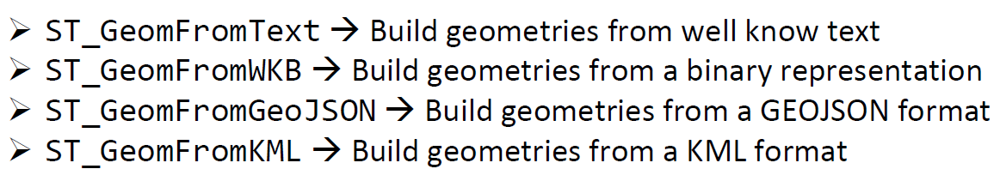 ➢ ST_GeomFromText → Build geometries from well know text
➢ ST_GeomFromWKB → Build geometries from a binary representation
➢ ST_GeomFromGeoJSON → Build geometries from a GEOJSON format
➢ ST_GeomFromKML → Build geometries from a KML format